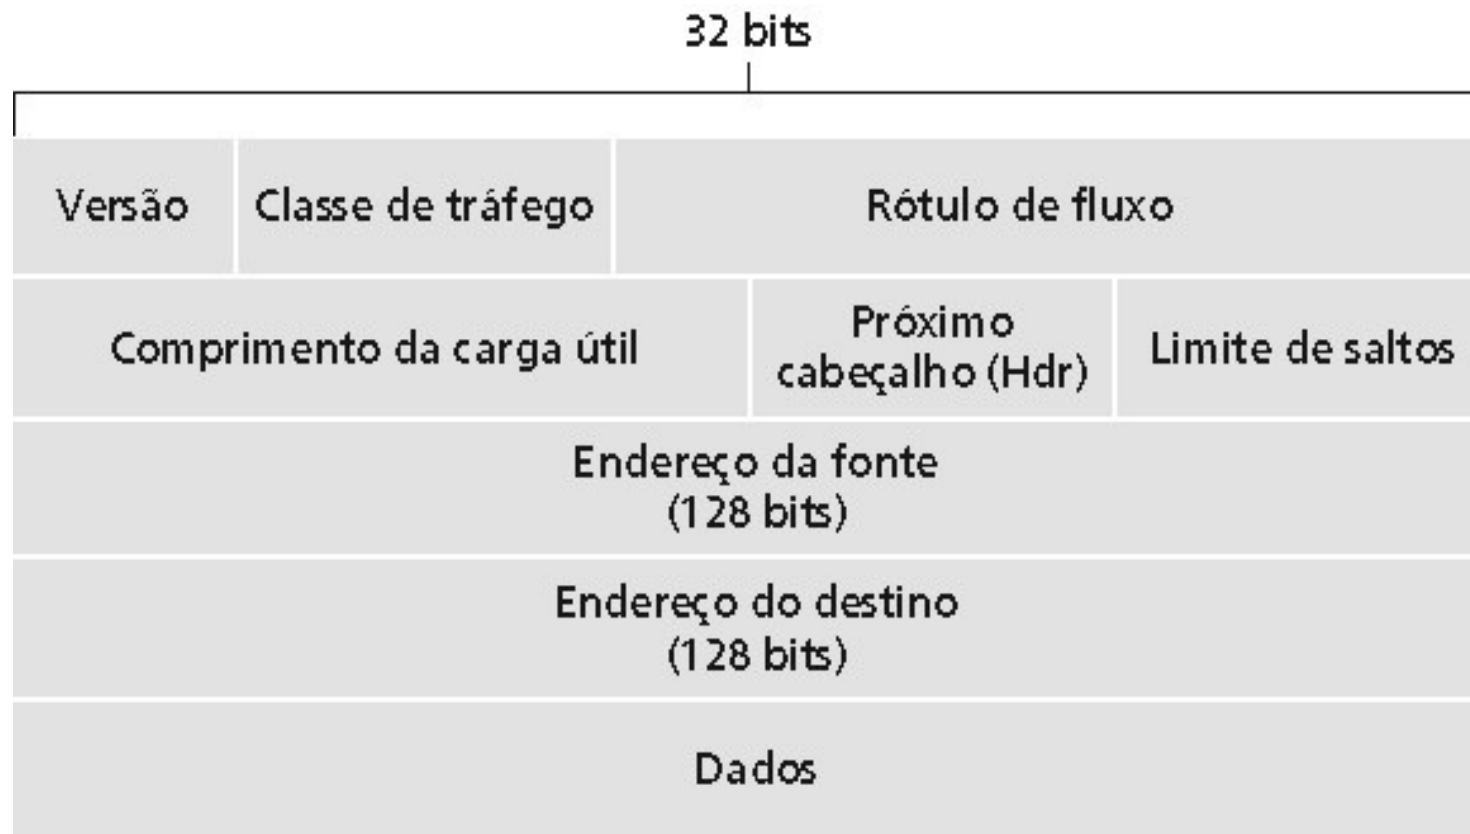 32 bits
Versão
Classe de tráfego
Rótulo de fluxo
Comprimento da carga útil
Próximo
cabeçalho (Hdr)
Limite de saltos
Endereço da fonte
(128 bits)
Endereço do destino
(128 bits)
Dados